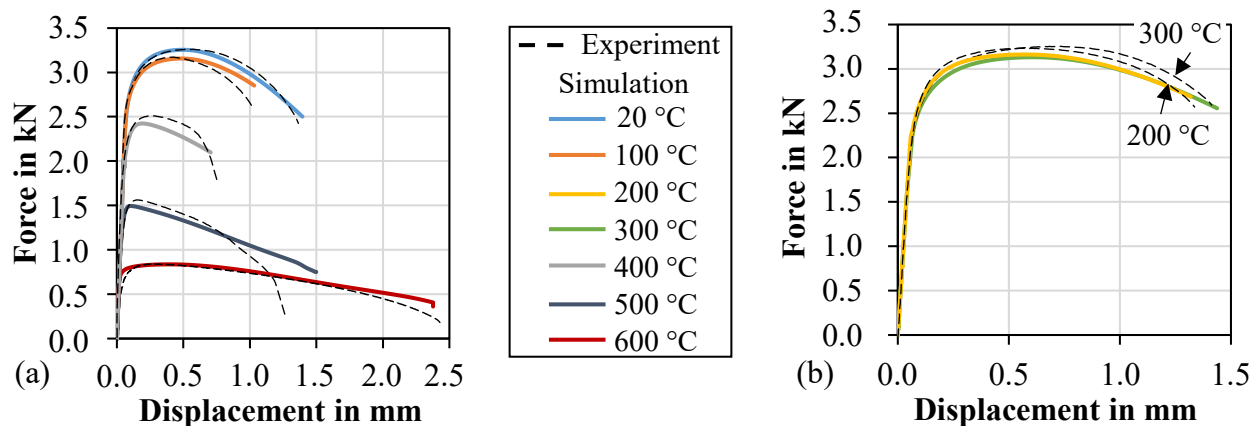 3.5
3.0
2.5
2.0
1.5
1.0
0.5
0.0
Force in kN
0.0 0.5 1.0 1.5 2.0 2.5
Displacement in mm
(a)
Experiment
Simulation
20 °C
100 °C
200 °C
300 °C
400 °C
500 °C
600 °C
3.5
3.0
2.5
2.0
1.5
1.0
0.5
0.0
Force in kN
300 °C
200 °C
0.0 0.5 1.0 1.5
Displacement in mm
(b)